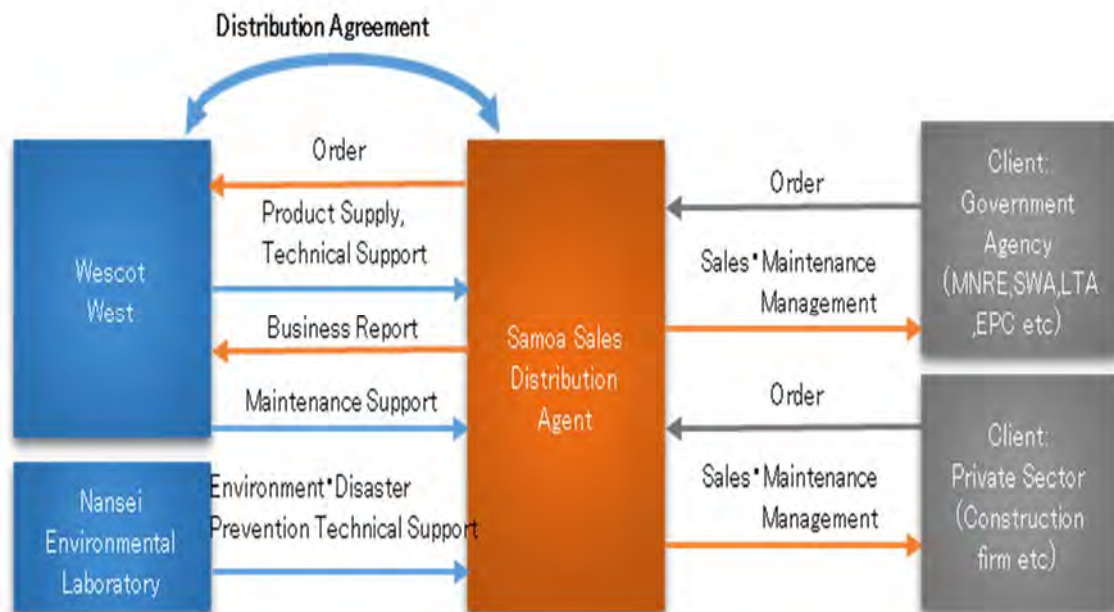 Distribution Agreement
Wescot
West
Order
Product Supply,
Technical Support
Business Report
Maintenance Support
Nansei
Environmental
Laboratory
Environment・Disaster
Prevention Technical Support
Samoa Sales
Distribution
Agent
Order
Sales・Maintenance
Management
Order
Sales・Maintenance
Management
Client:
Government
Agency
(MNRE,SWA,LTA
,EPC etc)
Client:
Private Sector
(Construction
firm etc)